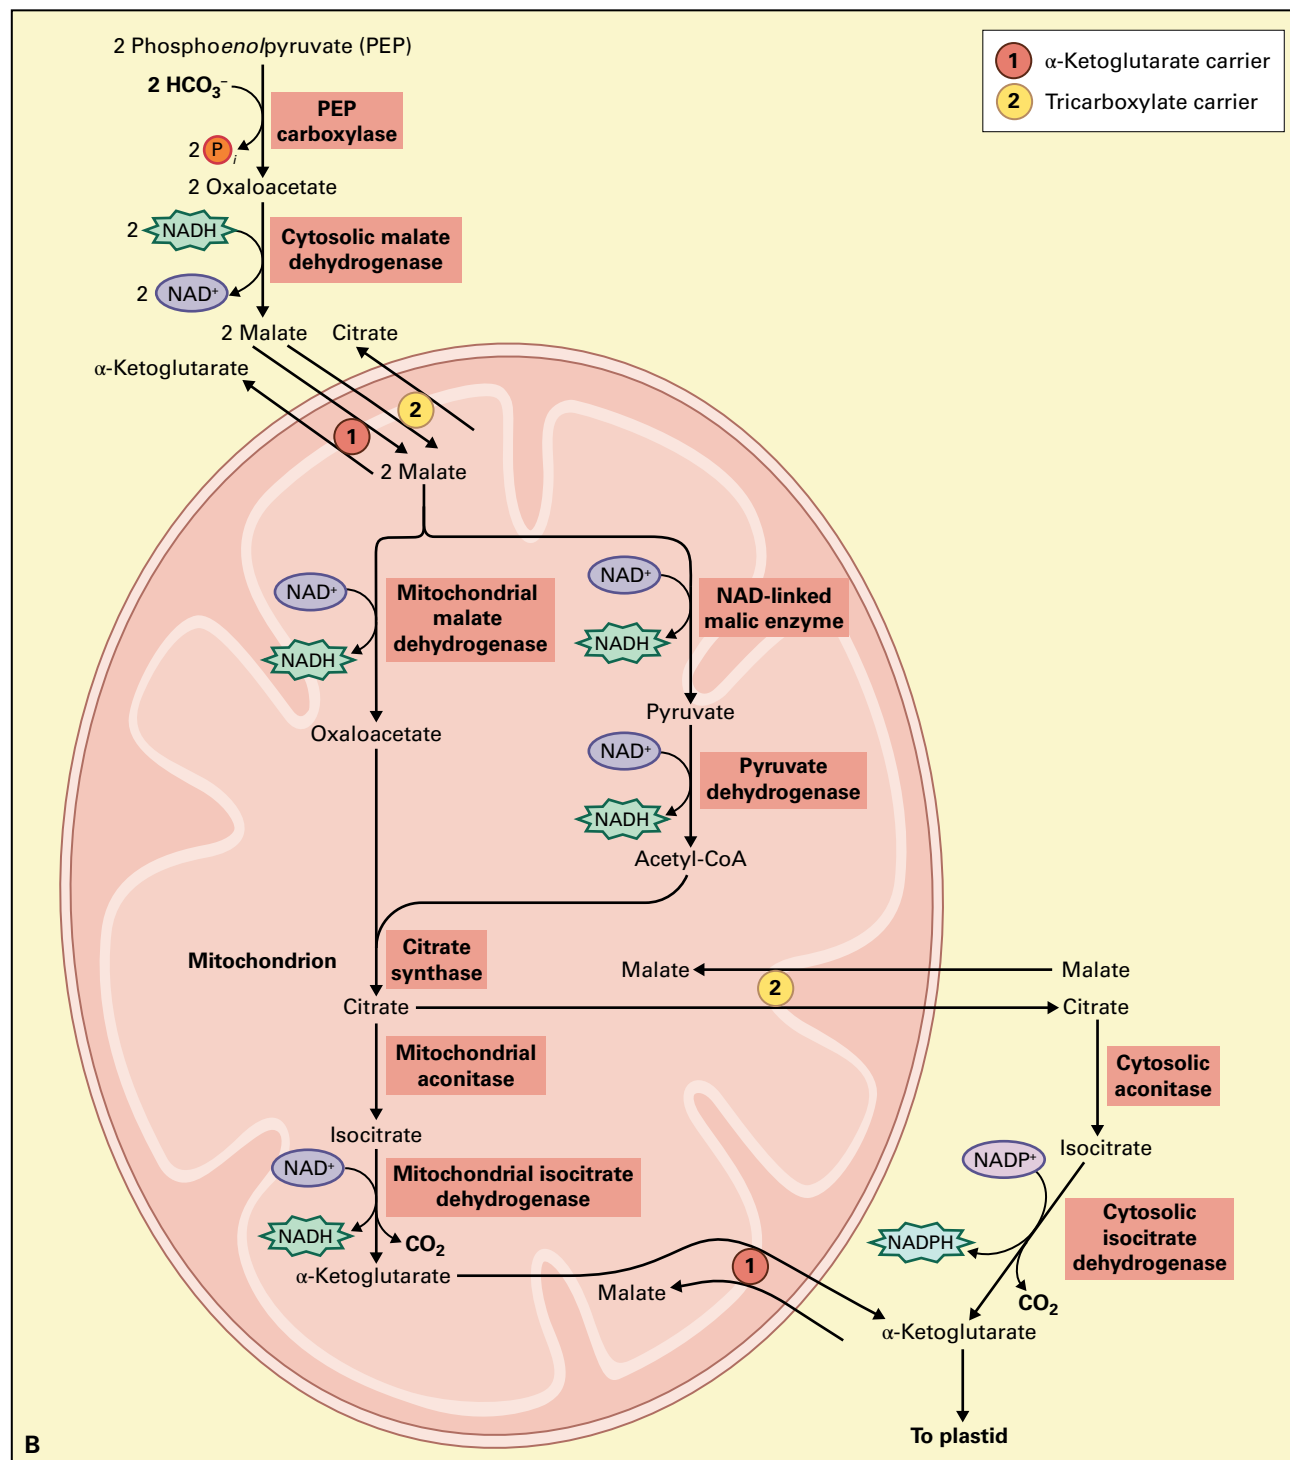 2 Phosphoenolpyruvate (PEP)
2 HCO₃⁻
PEP
carboxylase
2 P i
2 Oxaloacetate
2 NADH
Cytosolic malate
dehydrogenase
2 NAD⁺
2 Malate
Citrate
α-Ketoglutarate
1 α-Ketoglutarate carrier
2 Tricarboxylate carrier
2
1
2 Malate
NAD⁺
Mitochondrial
malate
dehydrogenase
NADH
NAD⁺
NAD-linked
malic enzyme
NADH
Oxaloacetate
Pyruvate
NAD⁺
Pyruvate
dehydrogenase
NADH
Acetyl-CoA
Mitochondrion
Citrate
synthase
Malate
Malate
2
Citrate
Citrate
Mitochondrial
aconitase
Cytosolic
aconitase
Isocitrate
Isocitrate
NAD⁺
Mitochondrial isocitrate
dehydrogenase
NADH
CO₂
NADP⁺
Cytosolic
isocitrate
dehydrogenase
NADPH
CO₂
α-Ketoglutarate
1
Malate
α-Ketoglutarate
To plastid
B